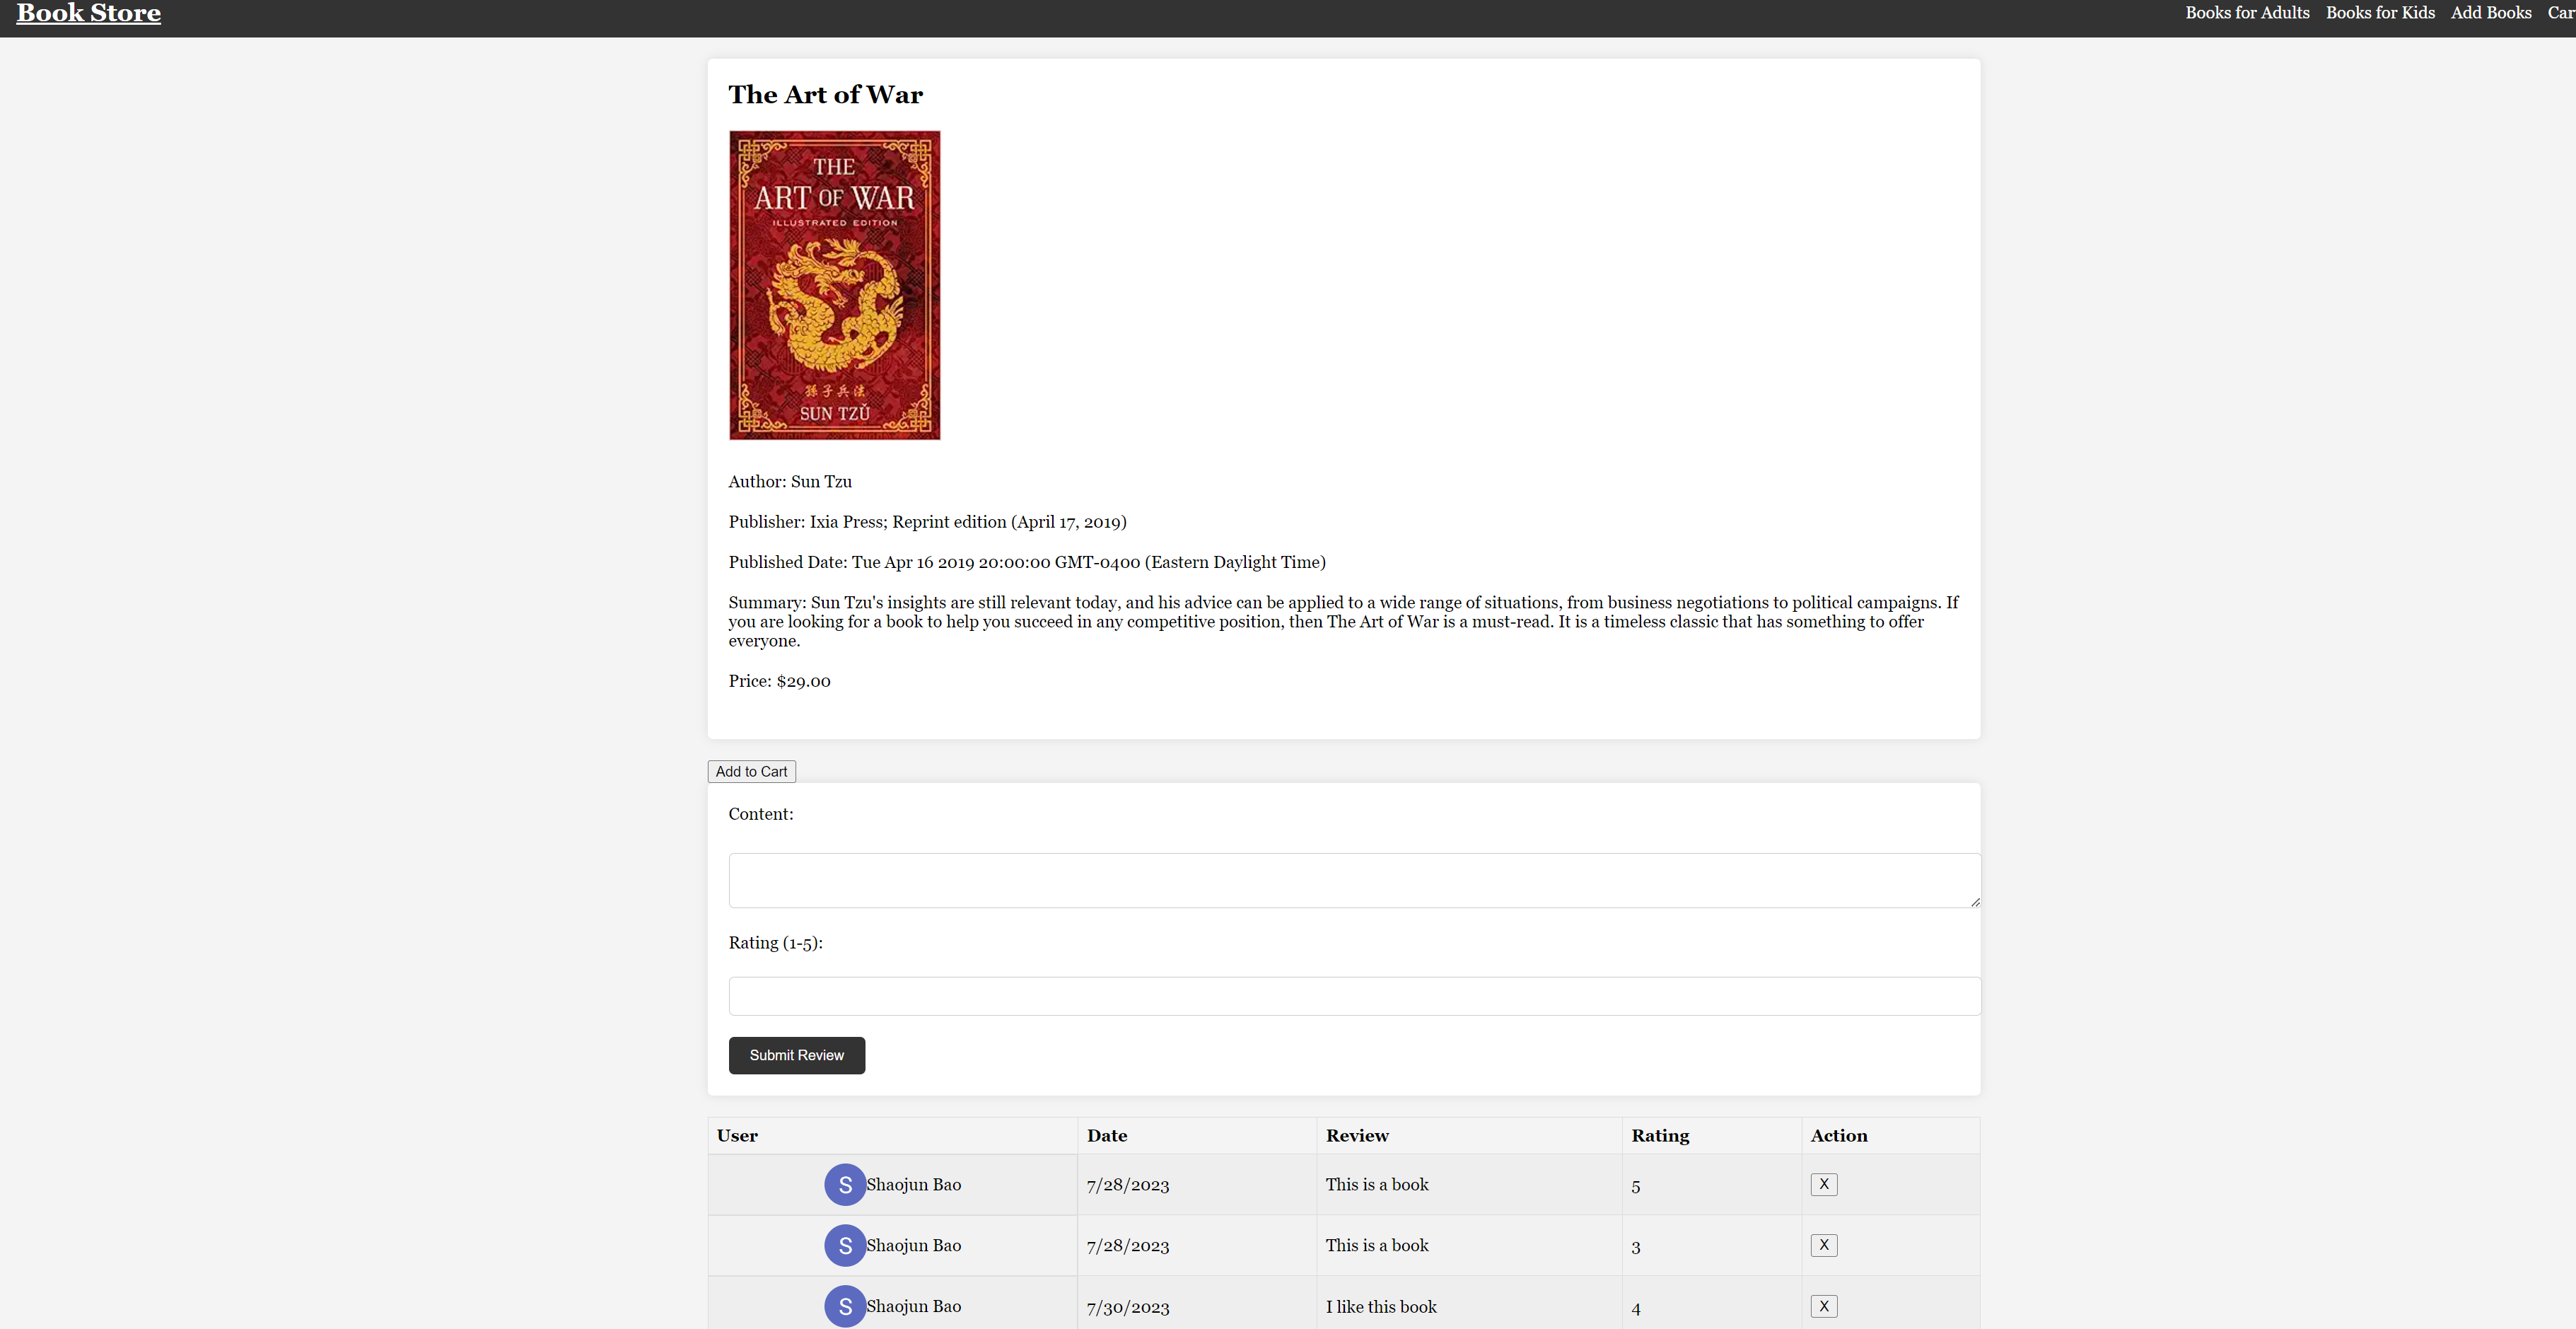 Book Store
Books for Adults Books for Kids Add Books Car
The Art of War
THE
ART OF WAR
ILLUSTRATED EDITION
孫子兵法
SUN TZŬ
Author: Sun Tzu
Publisher: Ixia Press; Reprint edition (April 17, 2019)
Published Date: Tue Apr 16 2019 20:00:00 GMT-0400 (Eastern Daylight Time)
Summary: Sun Tzu's insights are still relevant today, and his advice can be applied to a wide range of situations, from business negotiations to political campaigns. If
you are looking for a book to help you succeed in any competitive position, then The Art of War is a must-read. It is a timeless classic that has something to offer
everyone.
Price: $29.00
Add to Cart
Content:
Rating (1-5):
Submit Review
User Date Review Rating Action
S Shaojun Bao 7/28/2023 This is a book 5 X
S Shaojun Bao 7/28/2023 This is a book 3 X
S Shaojun Bao 7/30/2023 I like this book 4 X